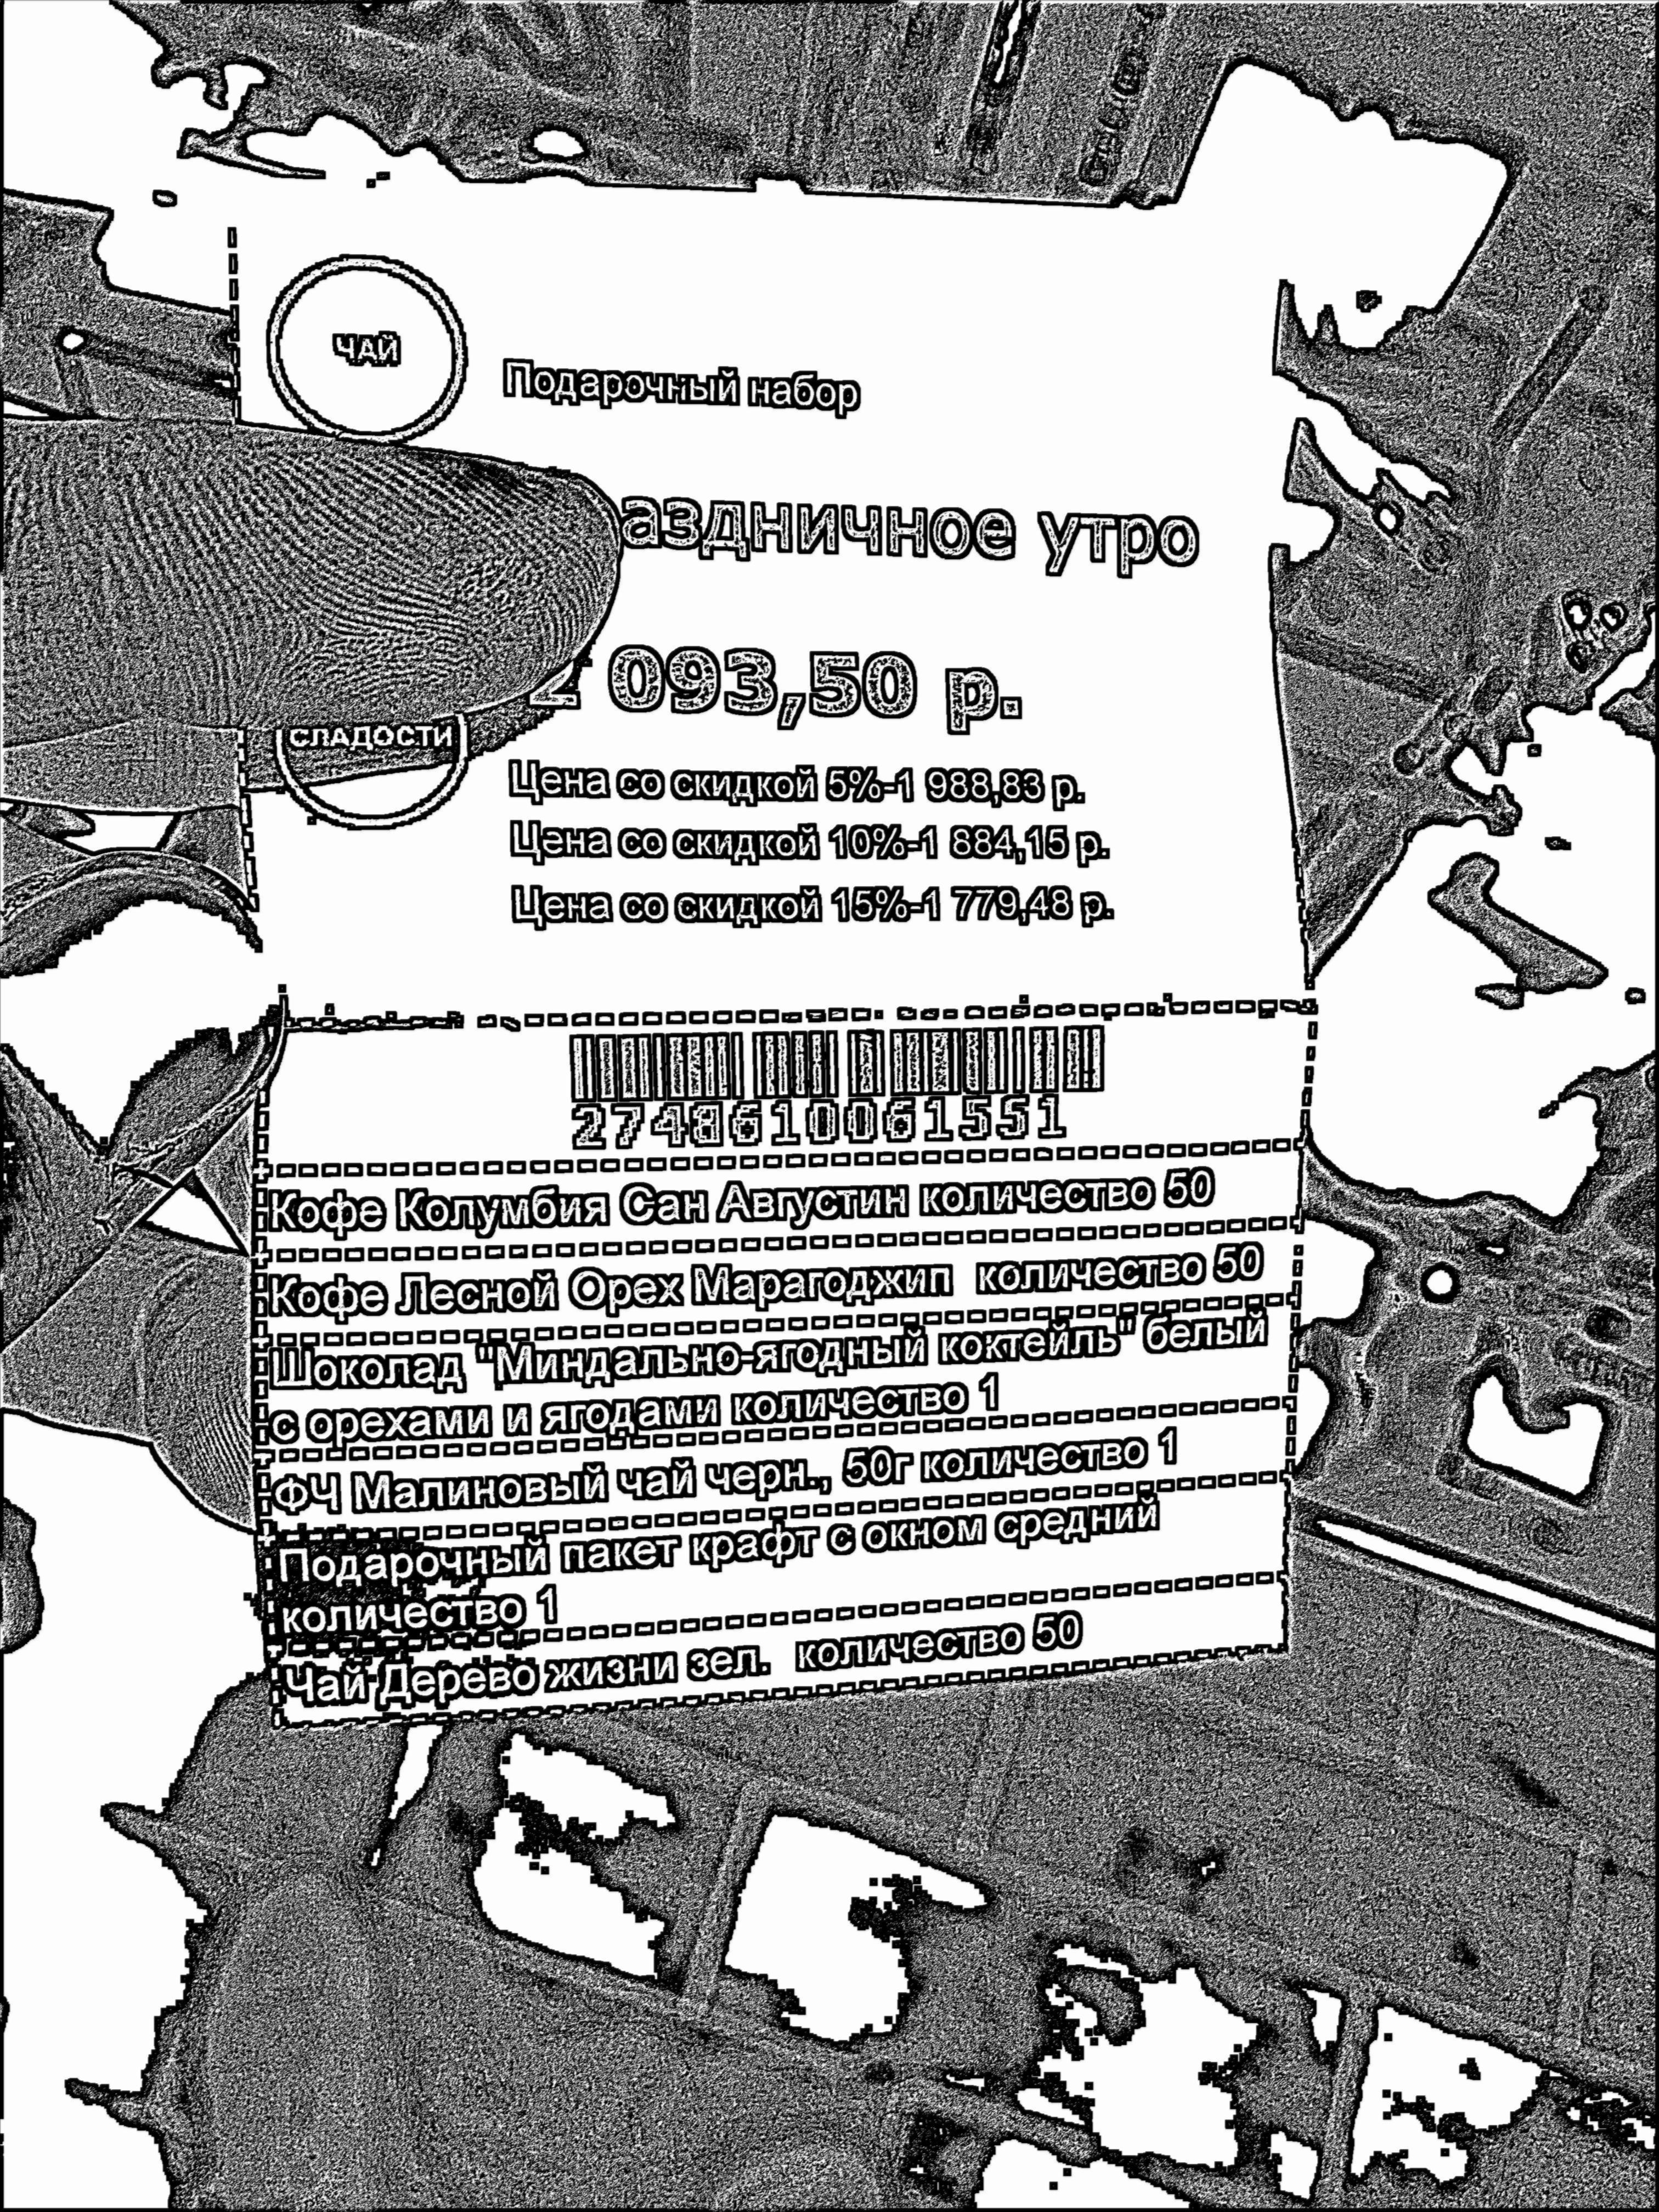 ЧАЙ
Подарочный набор
аздничное утро
2 093,50 р.
СЛАДОСТИ
Цена со скидкой 5%-1 988,83 р.
Цена со скидкой 10%-1 884,15 р.
Цена со скидкой 15%-1 779,48 р.
2748610061551
Кофе Колумбия Сан Августин количество 50
Кофе Лесной Орех Марагоджип количество 50
Шоколад "Миндально-ягодный коктейль" белый
с орехами и ягодами количество 1
ФЧ Малиновый чай черн., 50г количество 1
Подарочный пакет крафт с окном средний
количество 1
Чай Дерево жизни зел. количество 50